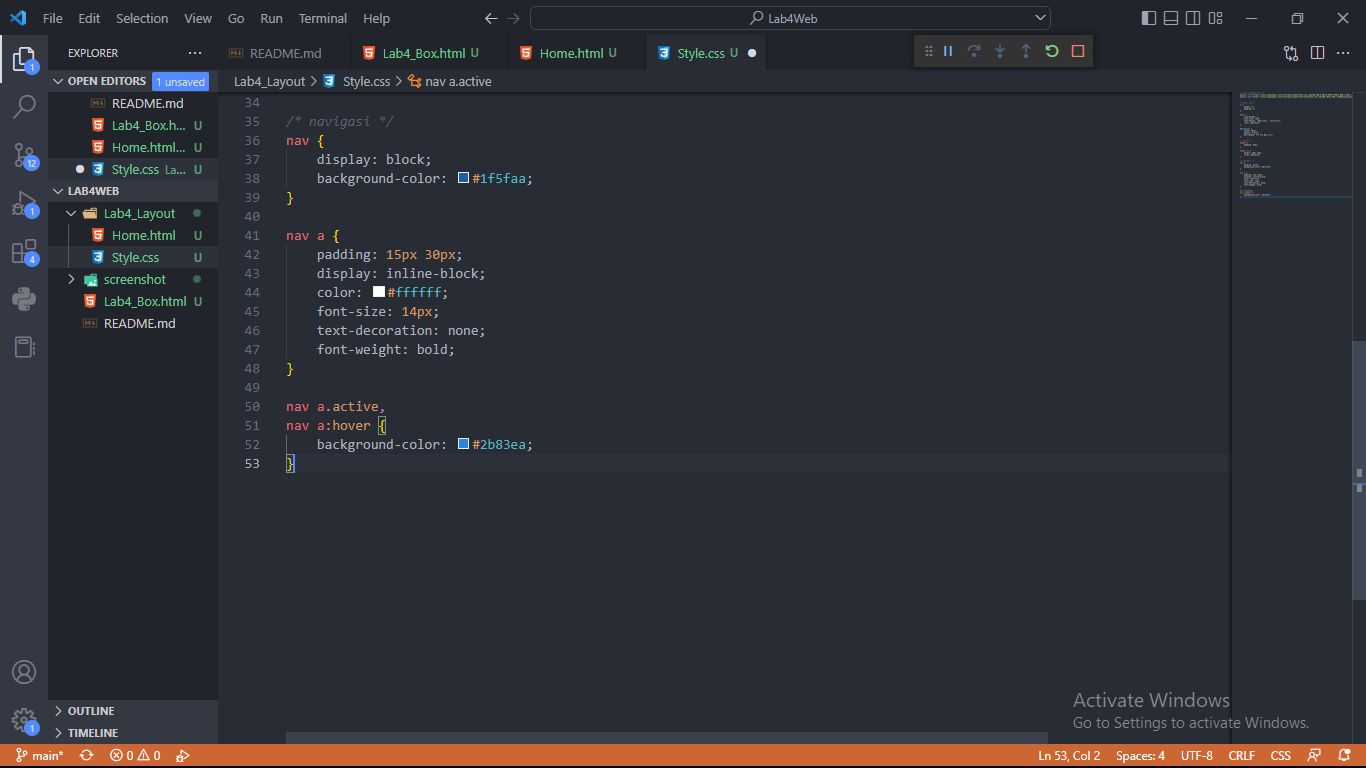 File Edit Selection View Go Run Terminal Help
Lab4Web
EXPLORER
README.md
Lab4_Box.html U
Home.html U
Style.css U
OPEN EDITORS 1 unsaved
README.md
Lab4_Box.h... U
Home.html... U
Style.css La... U
LAB4WEB
Lab4_Layout
Home.html U
Style.css U
screenshot
Lab4_Box.html U
README.md
OUTLINE
TIMELINE
1
12
1
4
1
Lab4_Layout > Style.css > nav a.active
34
35 /* navigasi */
36 nav {
37 display: block;
38 background-color: #1f5faa;
39 }
40
41 nav a {
42 padding: 15px 30px;
43 display: inline-block;
44 color: #ffffff;
45 font-size: 14px;
46 text-decoration: none;
47 font-weight: bold;
48 }
49
50 nav a.active,
51 nav a:hover {
52 background-color: #2b83ea;
53 }
Activate Windows
Go to Settings to activate Windows.
main* 0 0 Ln 53, Col 2 Spaces: 4 UTF-8 CRLF CSS